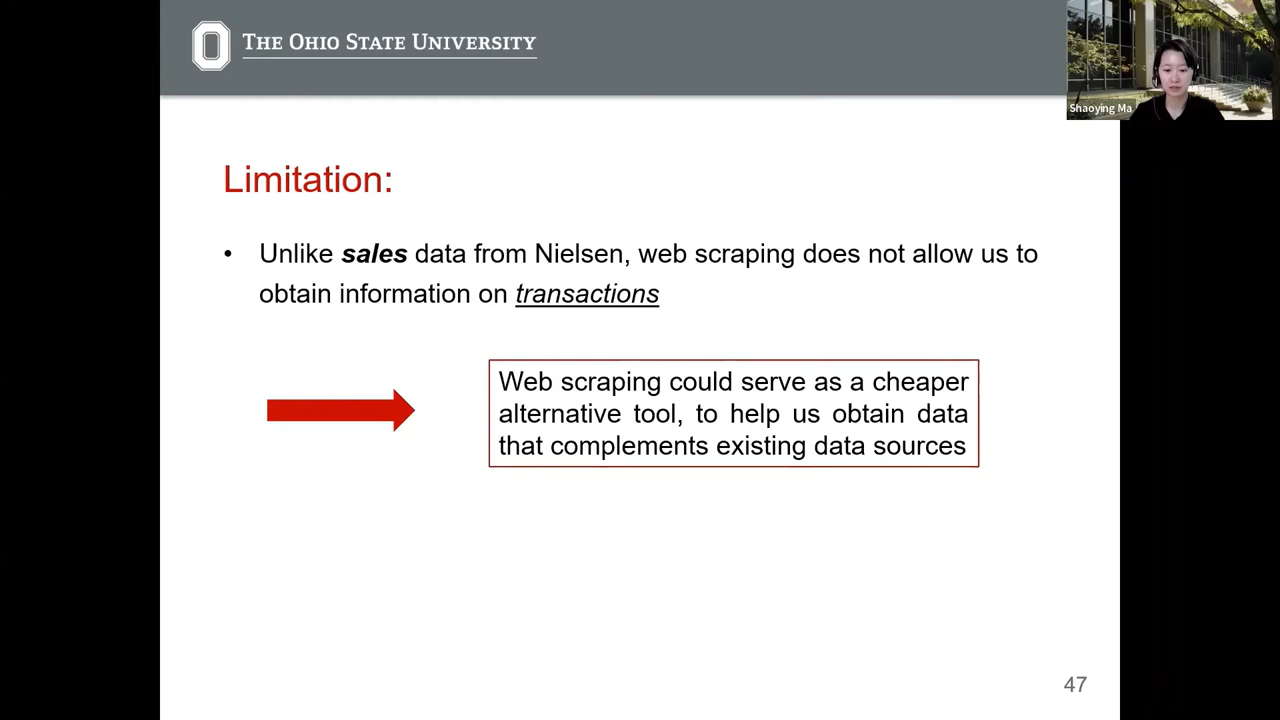 THE OHIO STATE UNIVERSITY
Shaoying Ma
Limitation:
• Unlike sales data from Nielsen, web scraping does not allow us to
obtain information on transactions
Web scraping could serve as a cheaper
alternative tool, to help us obtain data
that complements existing data sources
47